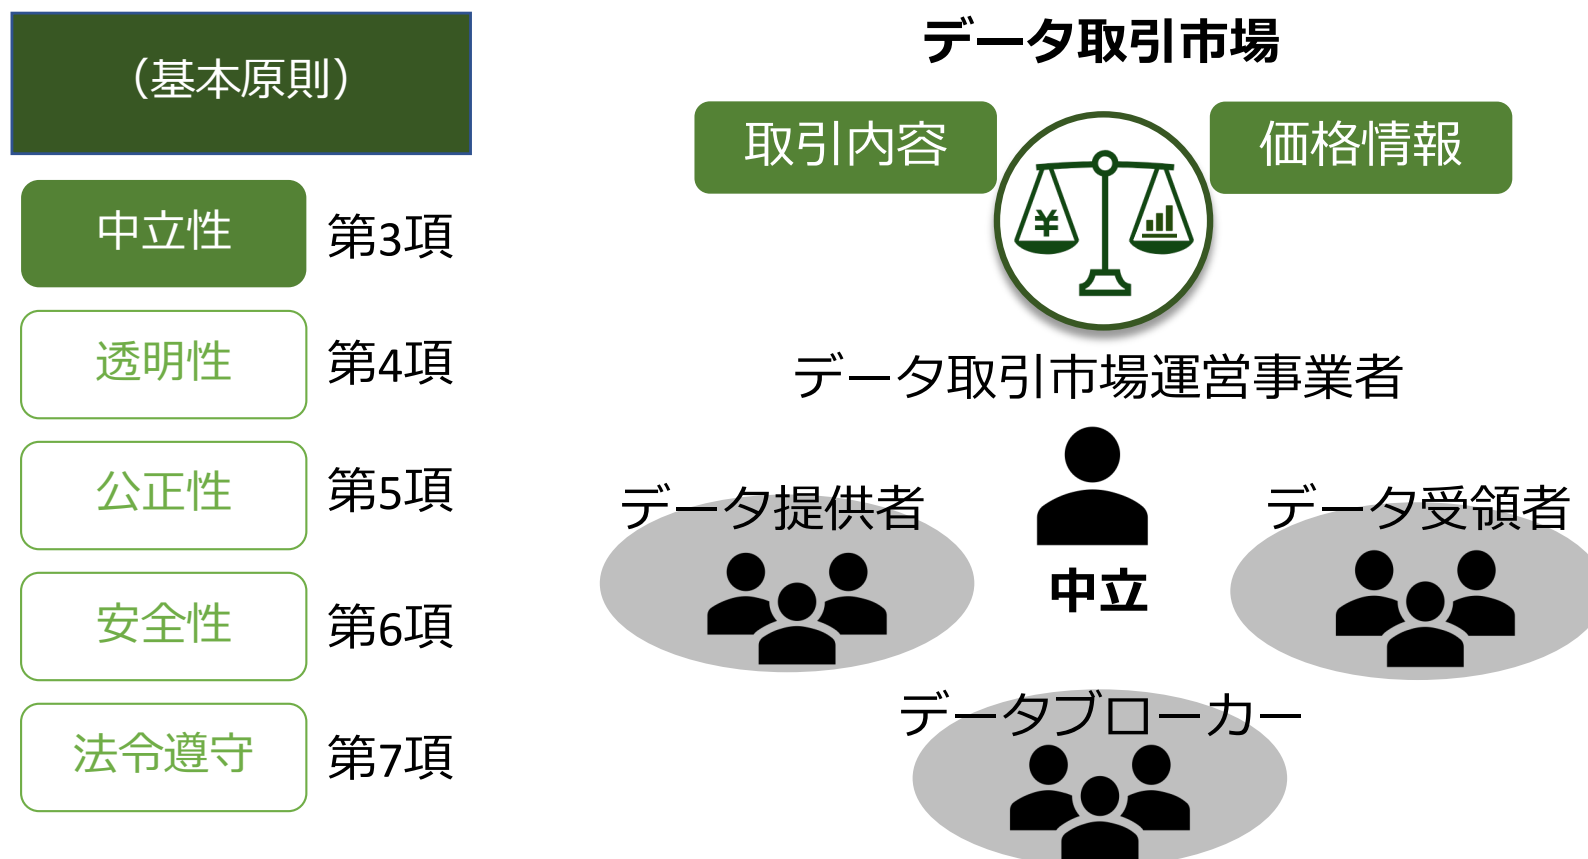 （基本原則）
中立性
第3項
透明性
第4項
公正性
第5項
安全性
第6項
法令遵守
第7項
データ取引市場
取引内容
価格情報
¥
データ取引市場運営事業者
データ提供者
中立
データ受領者
データブローカー